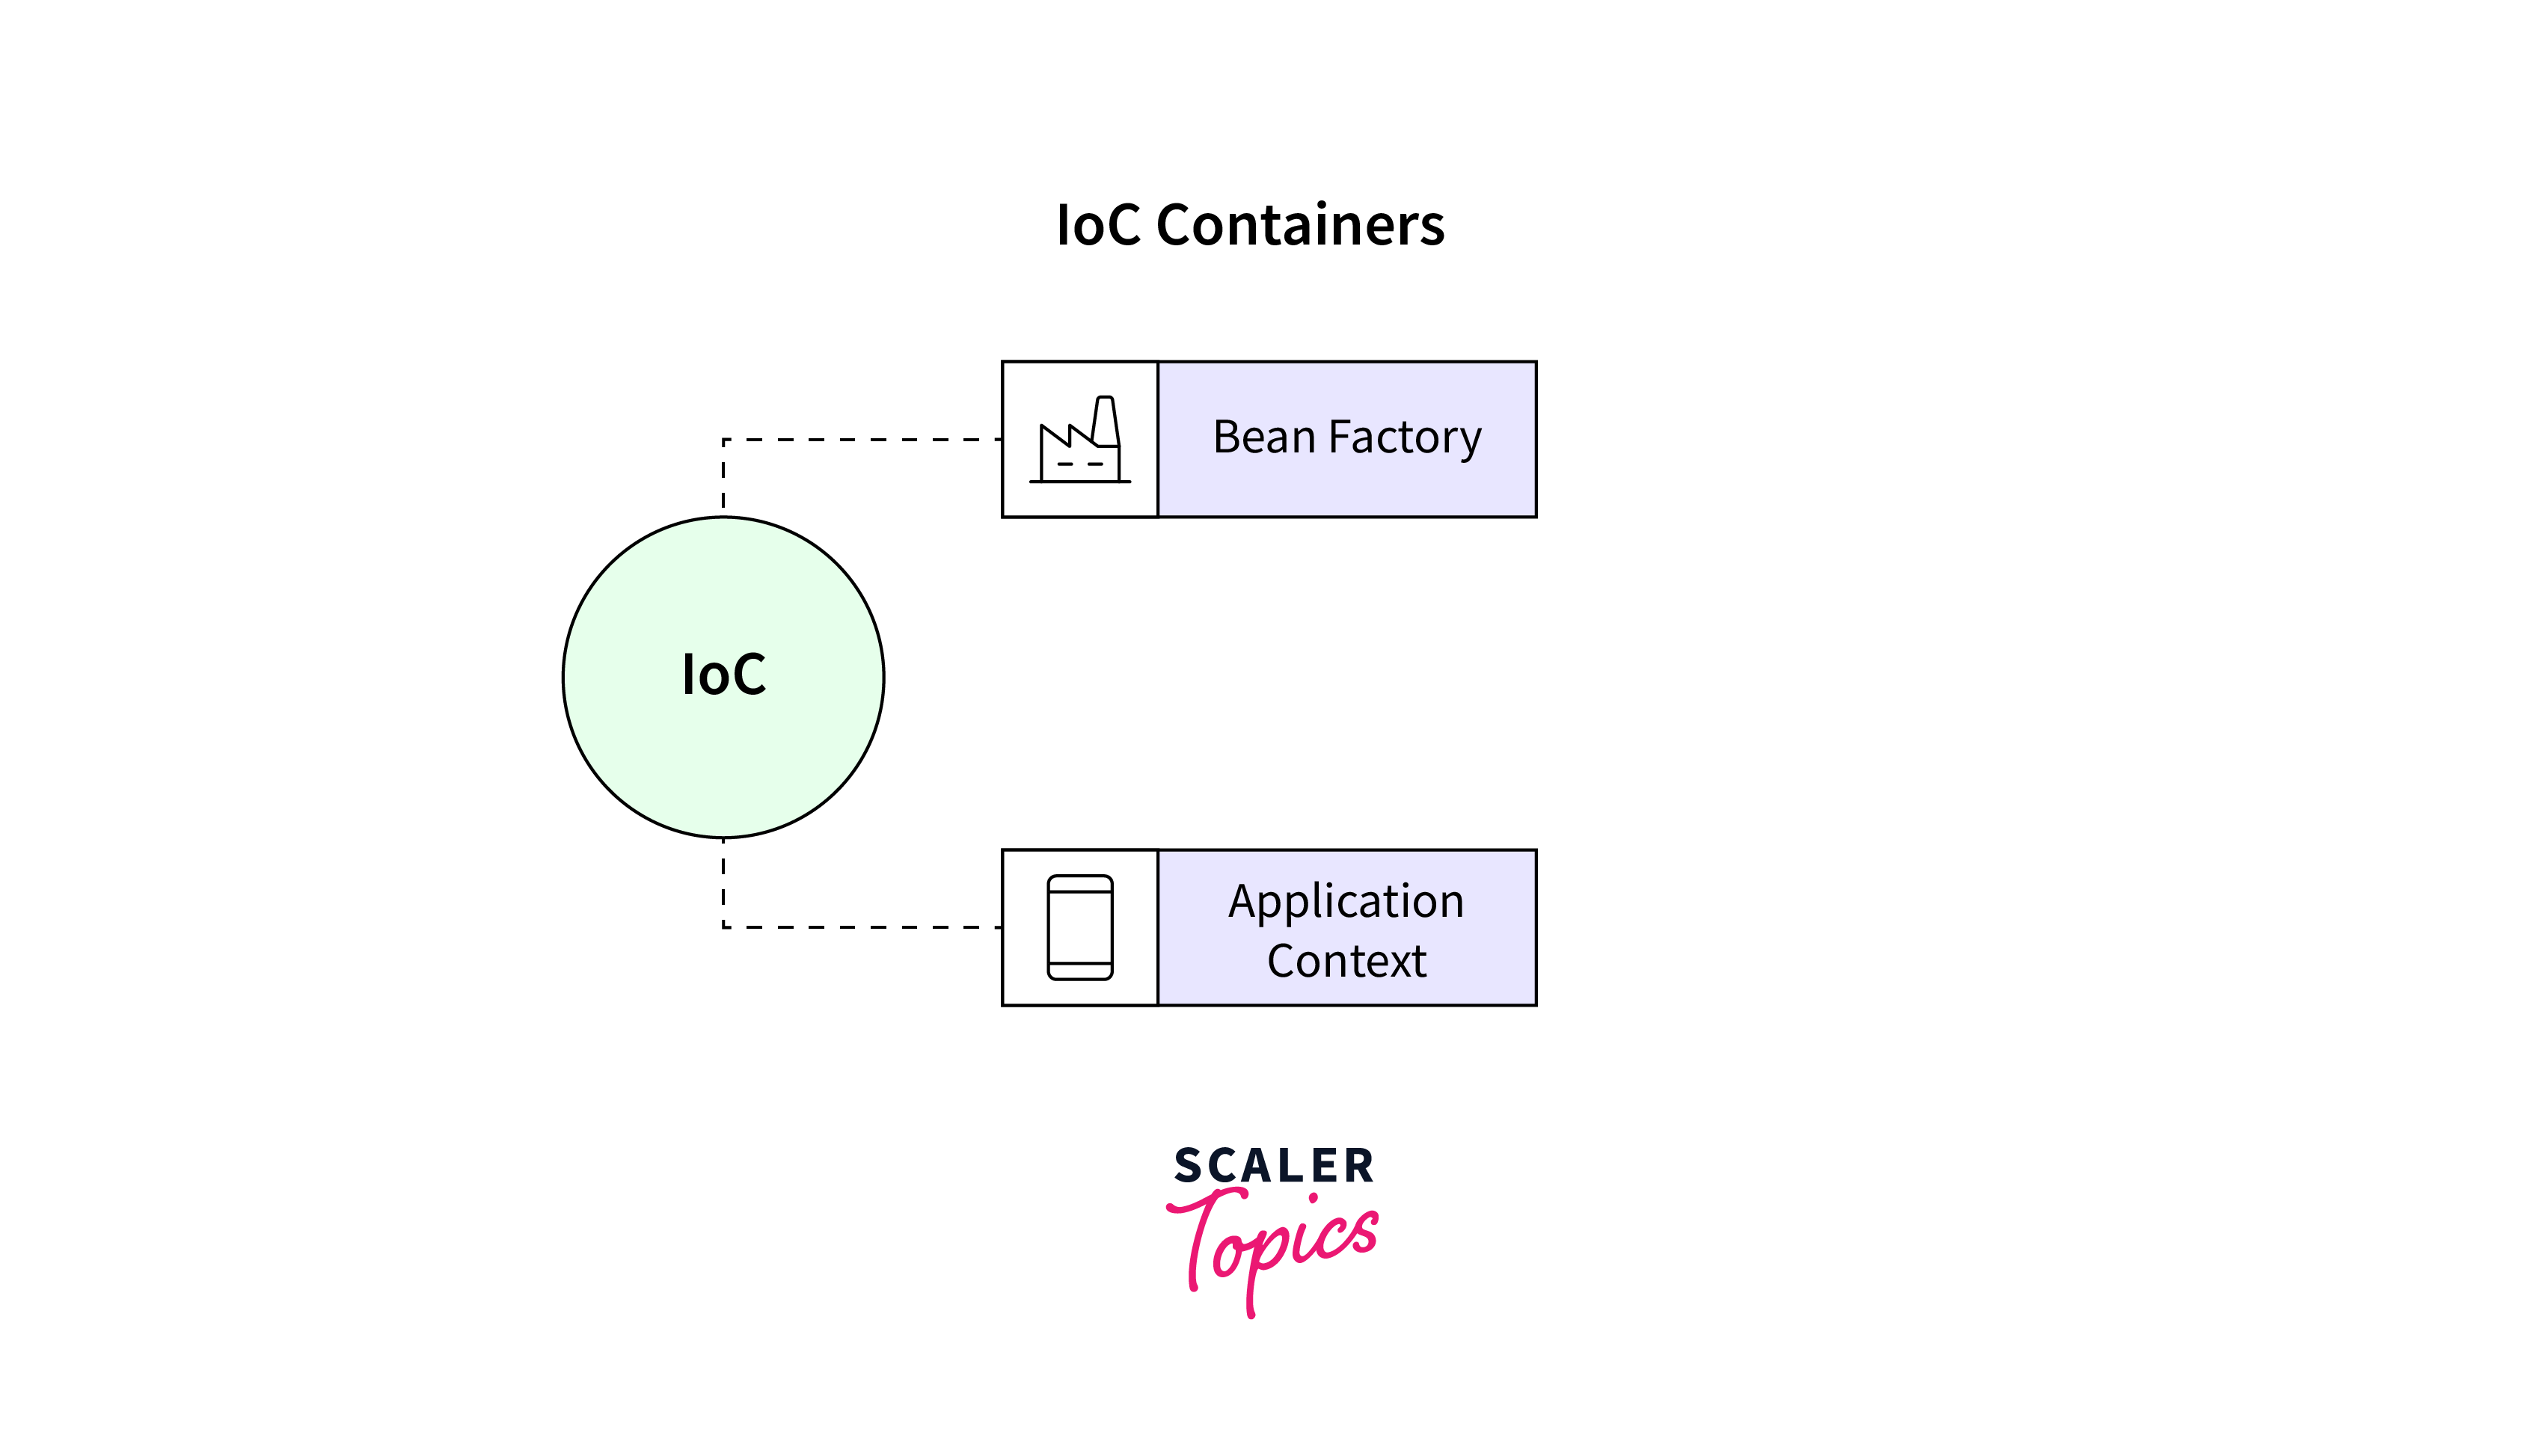 IoC Containers
Bean Factory
IoC
Application
Context
SCALER
Topics